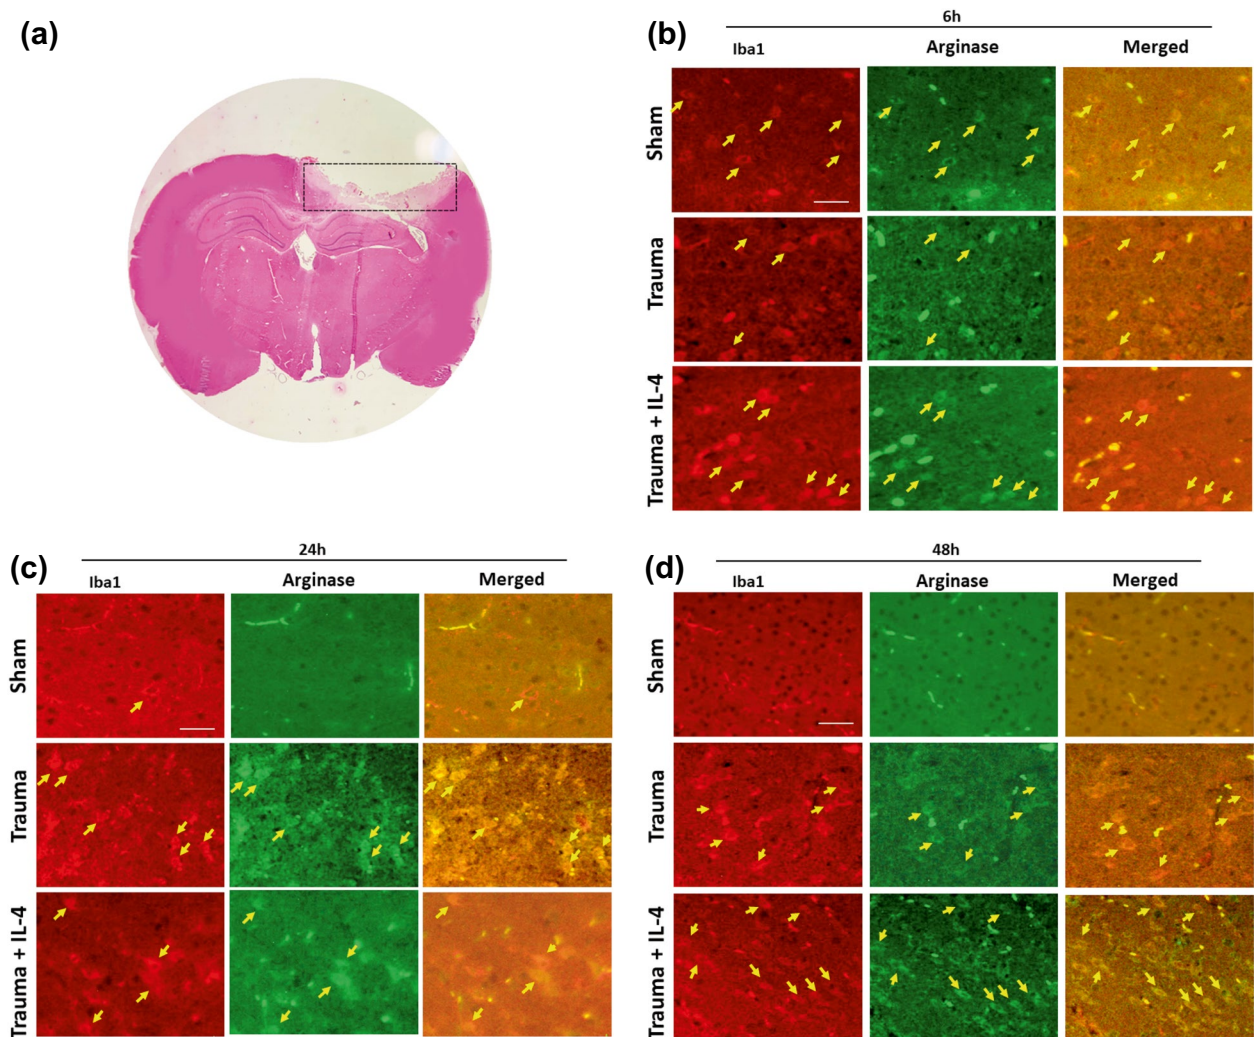 (a)
(b)
6h
Iba1 Arginase Merged
Sham
Trauma
Trauma + IL-4
(c)
24h
Iba1 Arginase Merged
Sham
Trauma
Trauma + IL-4
(d)
48h
Iba1 Arginase Merged
Sham
Trauma
Trauma + IL-4